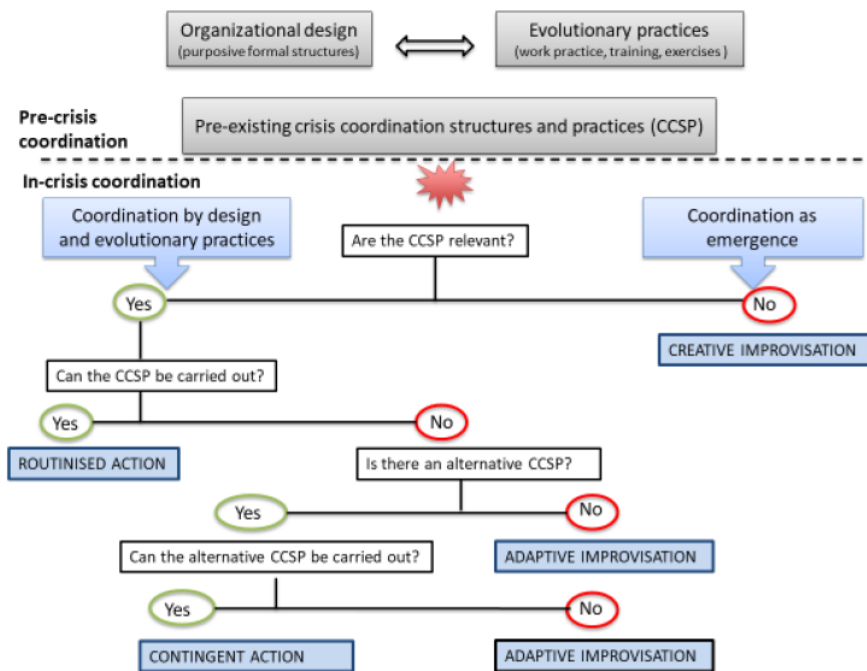 Organizational design
(purposive formal structures)
Evolutionary practices
(work practice, training, exercises )
Pre-crisis
coordination
Pre-existing crisis coordination structures and practices (CCSP)
In-crisis coordination
Coordination by design
and evolutionary practices
Are the CCSP relevant?
Coordination as
emergence
Yes
No
CREATIVE IMPROVISATION
Can the CCSP be carried out?
Yes
No
ROUTINISED ACTION
Is there an alternative CCSP?
Yes
No
Can the alternative CCSP be carried out?
ADAPTIVE IMPROVISATION
Yes
No
CONTINGENT ACTION
ADAPTIVE IMPROVISATION